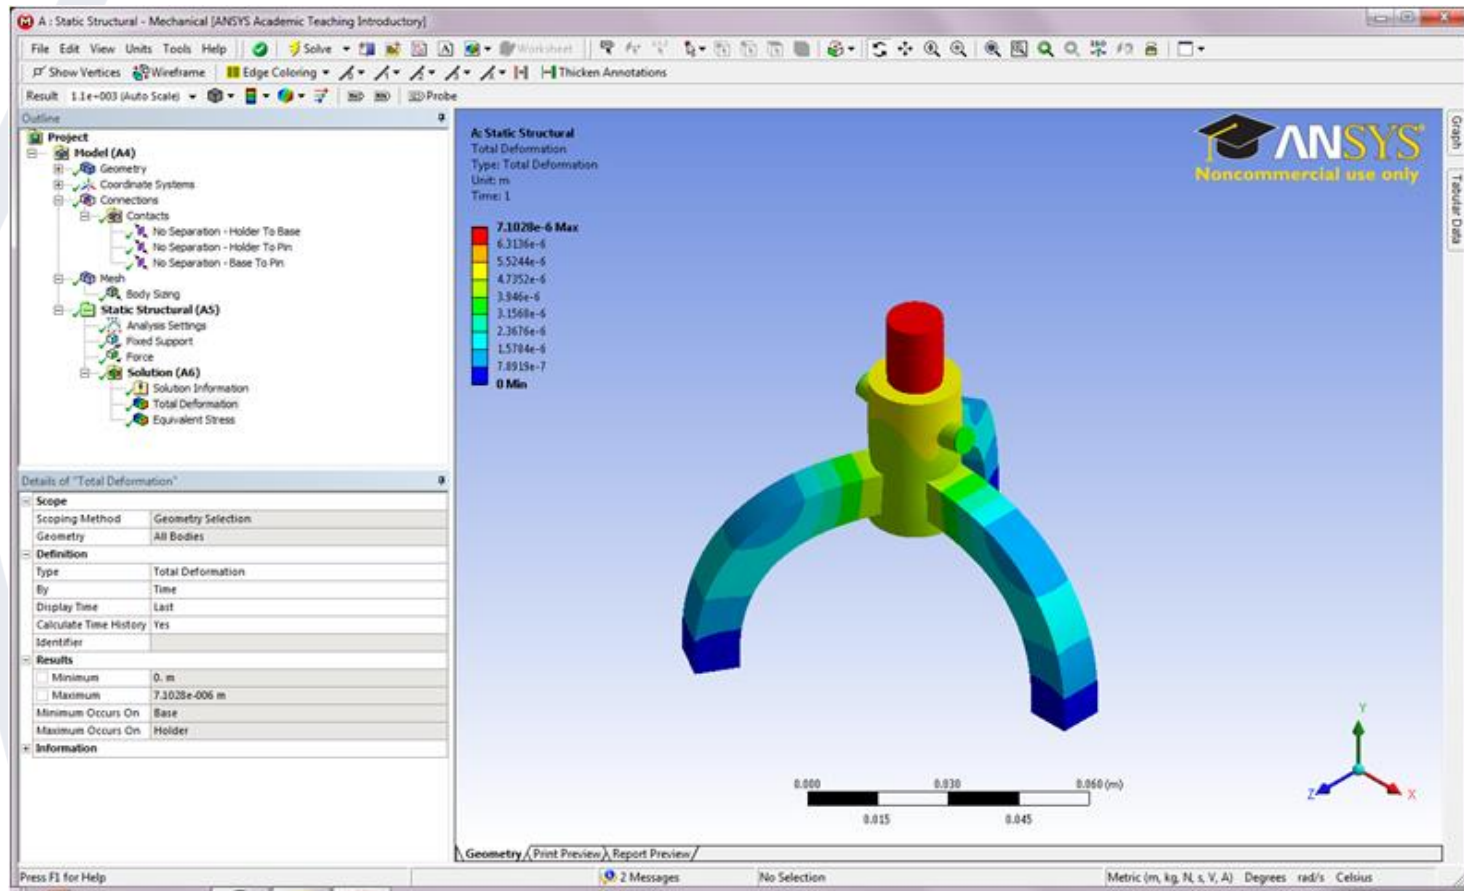 A : Static Structural - Mechanical [ANSYS Academic Teaching Introductory]
File Edit View Units Tools Help Solve Worksheet
Show Vertices Wireframe Edge Coloring Thicken Annotations
Result 1.1e+003 (Auto Scale) Probe
Outline
Project
Model (A4)
Geometry
Coordinate Systems
Connections
Contacts
No Separation - Holder To Base
No Separation - Holder To Pin
No Separation - Base To Pin
Mesh
Body Sizing
Static Structural (A5)
Analysis Settings
Fixed Support
Force
Solution (A6)
Solution Information
Total Deformation
Equivalent Stress
Details of "Total Deformation"
Scope
Scoping Method Geometry Selection
Geometry All Bodies
Definition
Type Total Deformation
By Time
Display Time Last
Calculate Time History Yes
Identifier
Results
Minimum 0. m
Maximum 7.1028e-006 m
Minimum Occurs On Base
Maximum Occurs On Holder
Information
A: Static Structural
Total Deformation
Type: Total Deformation
Unit: m
Time: 1
7.1028e-6 Max
6.3136e-6
5.5244e-6
4.7352e-6
3.946e-6
3.1568e-6
2.3676e-6
1.5784e-6
7.8919e-7
0 Min
ANSYS
Noncommercial use only
0.000 0.030 0.060 (m)
0.015 0.045
Y
Z X
Geometry Print Preview Report Preview
Graph
Tabular Data
Press F1 for Help 2 Messages No Selection Metric (m, kg, N, s, V, A) Degrees rad/s Celsius